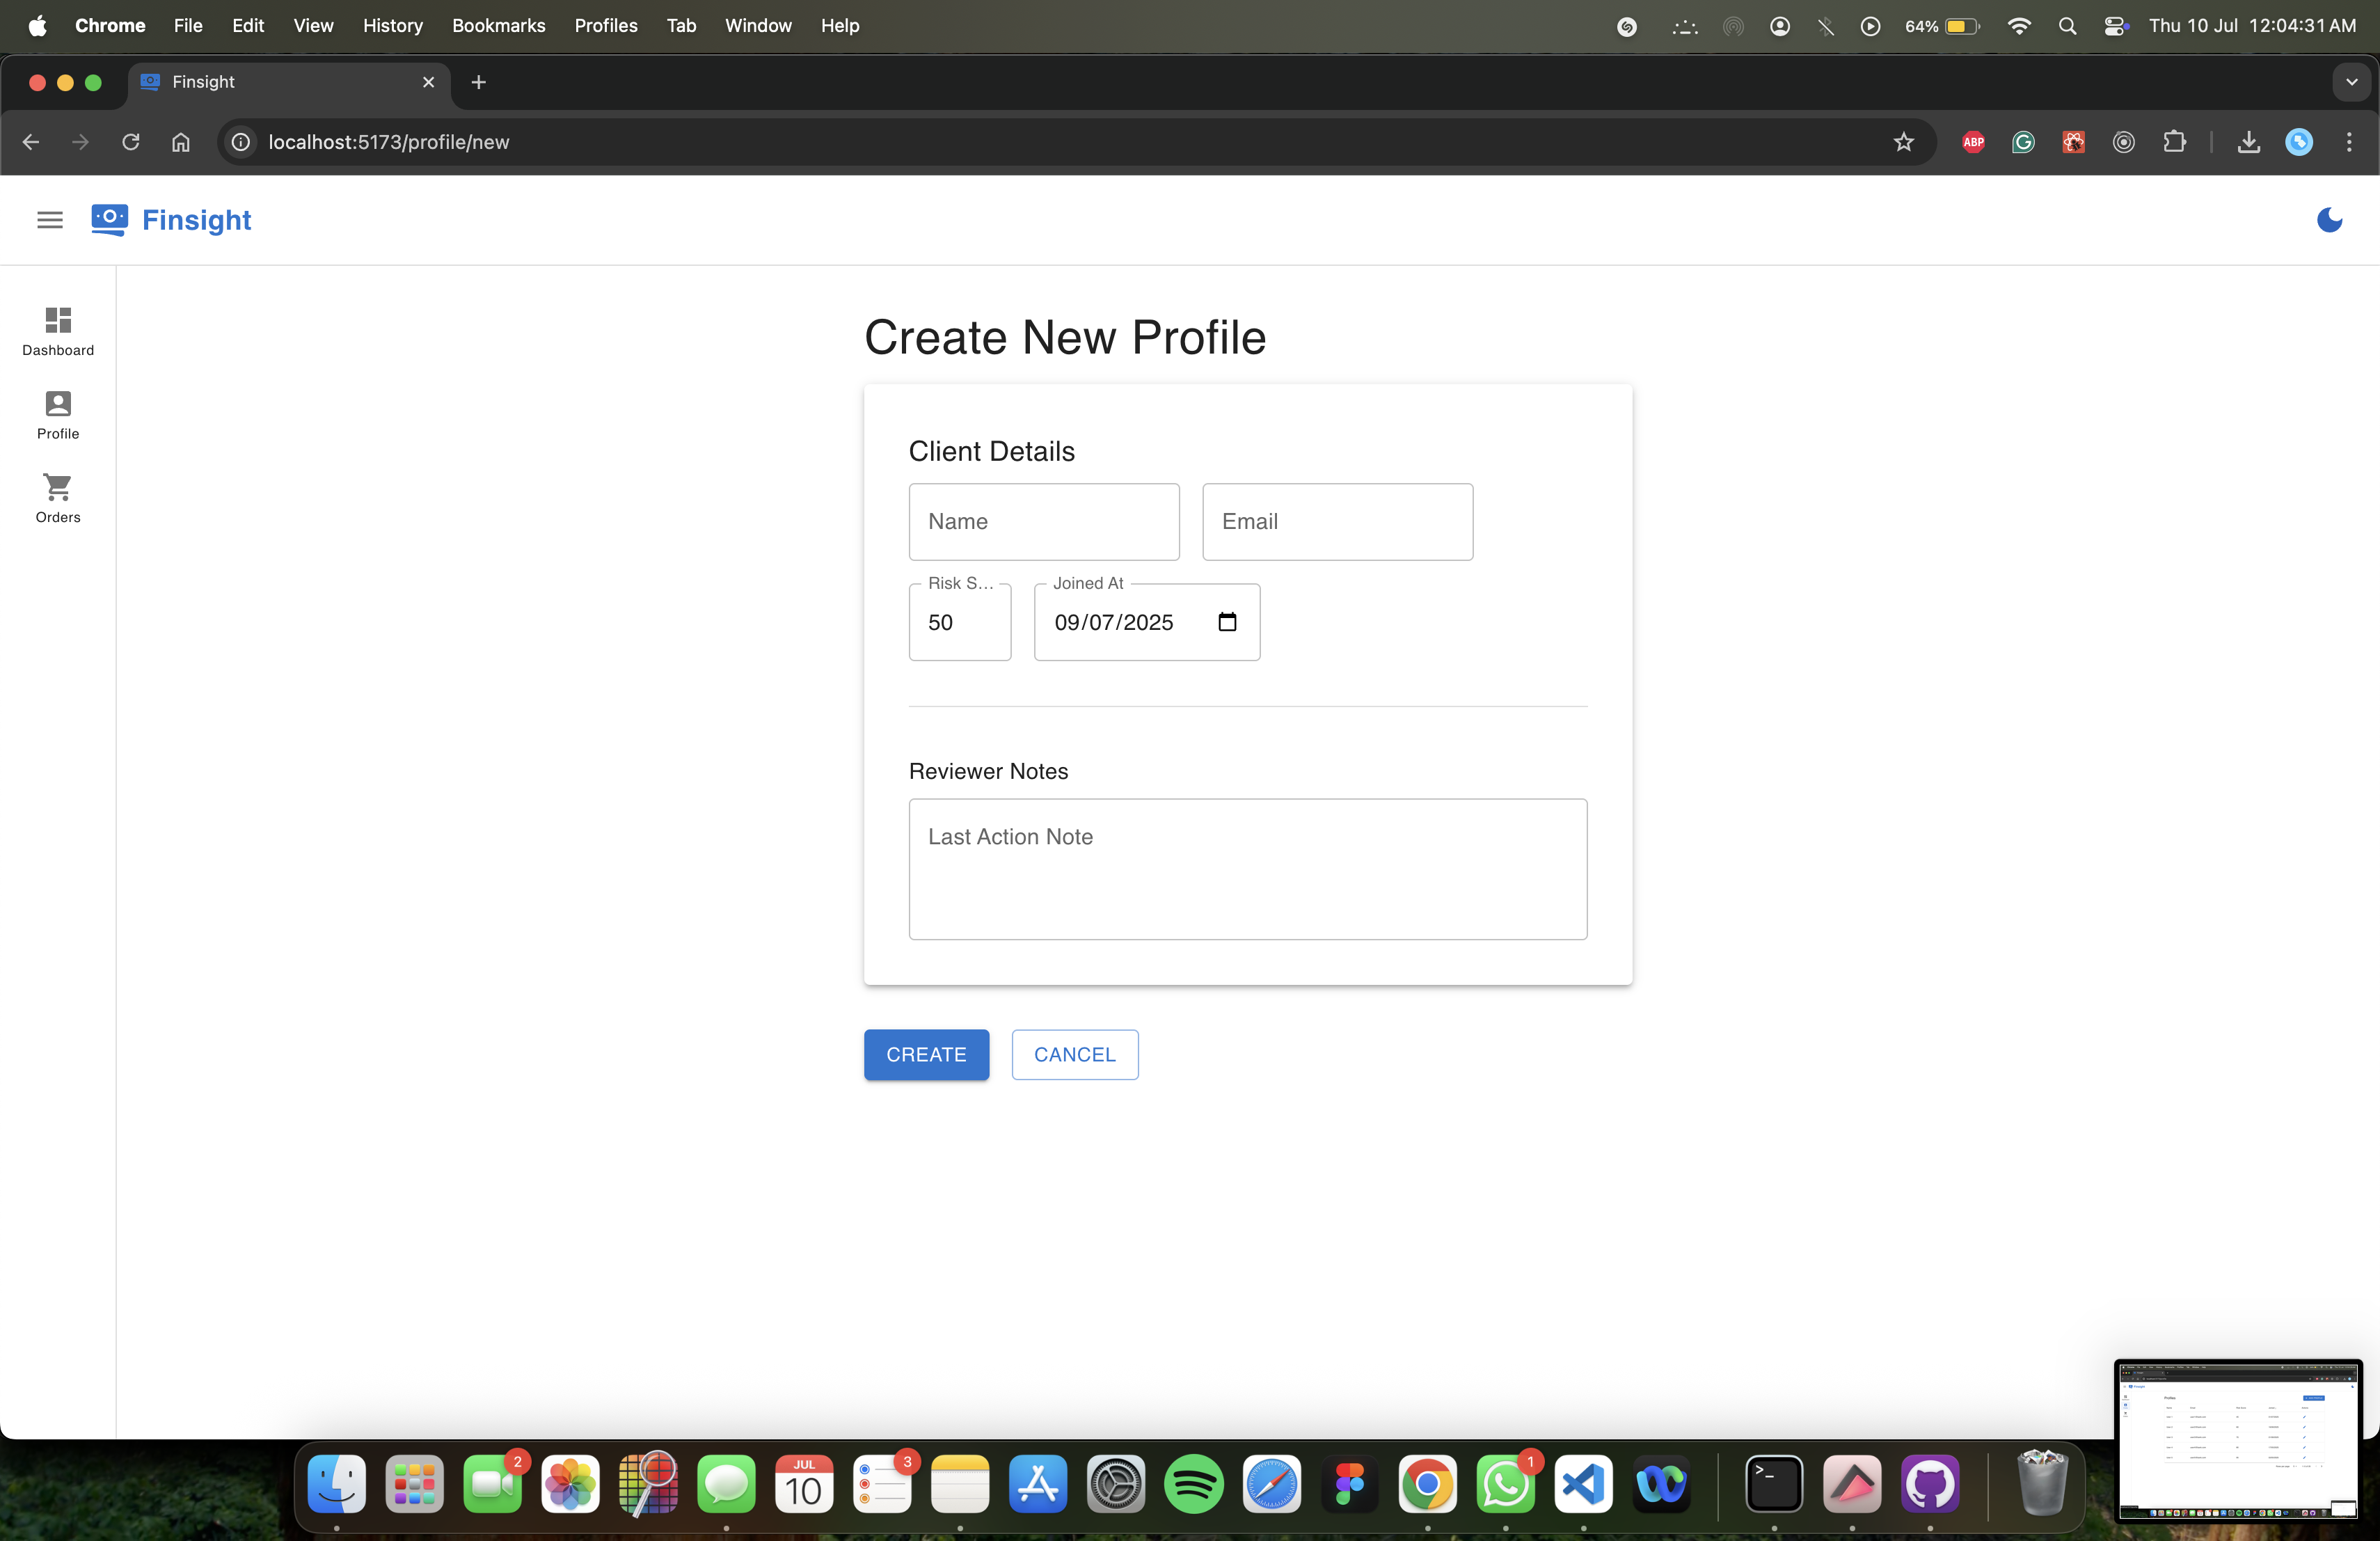 Chrome File Edit View History Bookmarks Profiles Tab Window Help 64% Thu 10 Jul 12:04:31 AM
Finsight
localhost:5173/profile/new ABP
Finsight
Dashboard
Profile
Orders
Create New Profile
Client Details
Name Email
Risk S... Joined At
50 09/07/2025
Reviewer Notes
Last Action Note
CREATE CANCEL
2 JUL 10 3 1